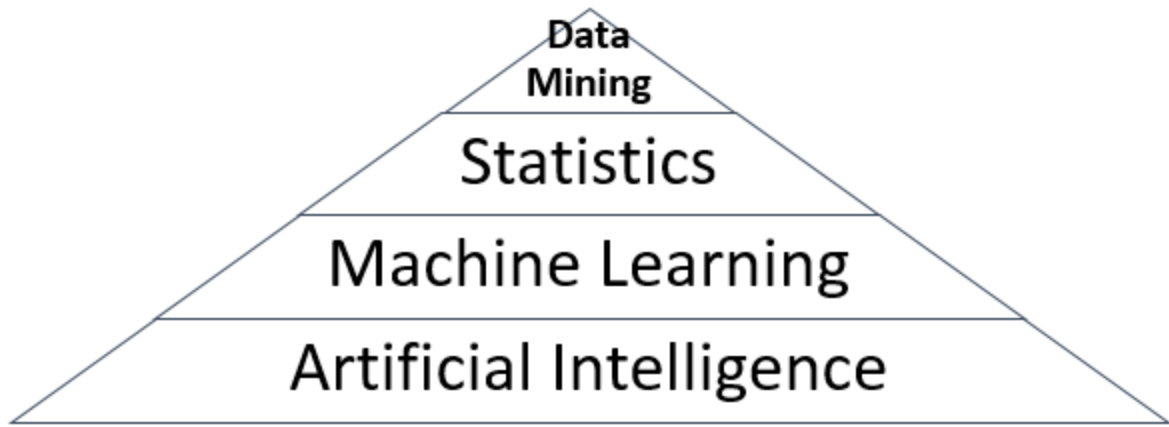 Data
Mining
Statistics
Machine Learning
Artificial Intelligence